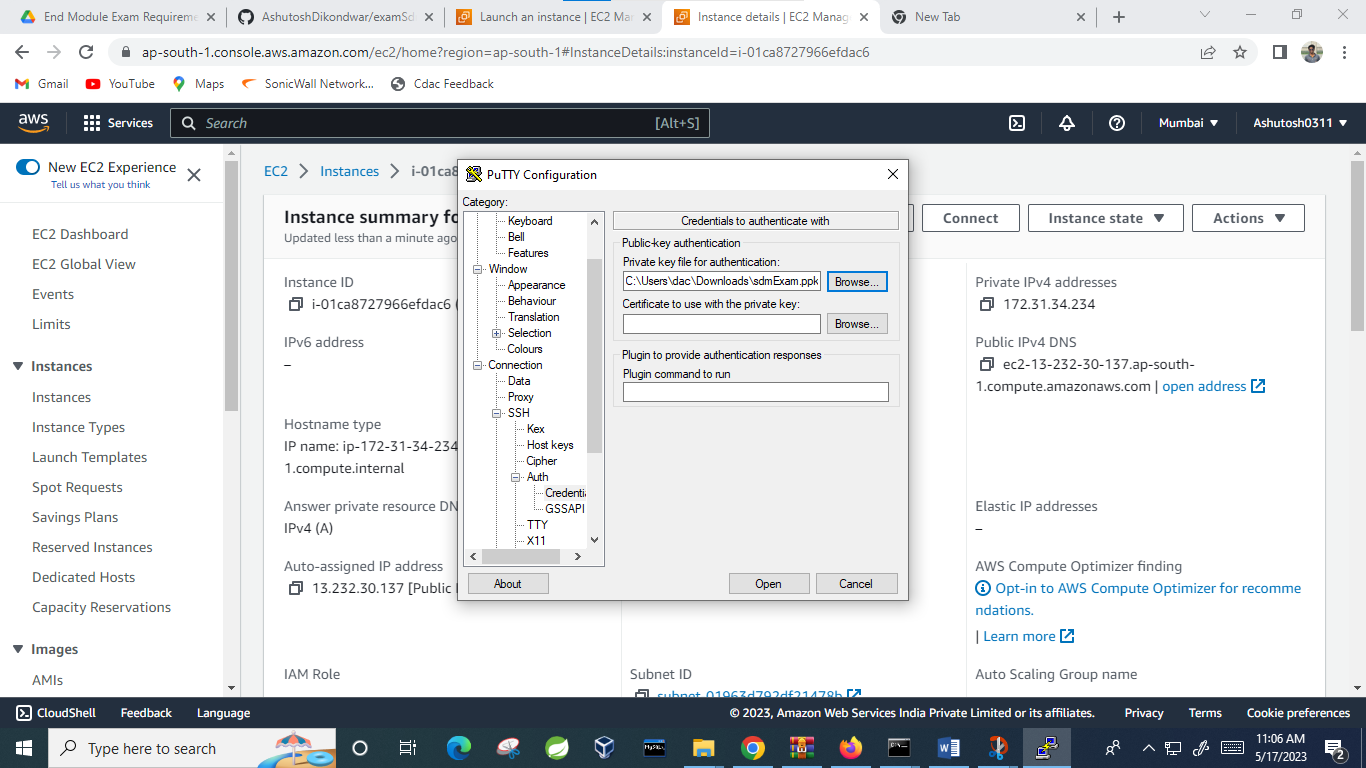 End Module Exam Requireme
AshutoshDikondwar/examSd
Launch an instance | EC2 Man
Instance details | EC2 Manage
New Tab
ap-south-1.console.aws.amazon.com/ec2/home?region=ap-south-1#InstanceDetails:instanceId=i-01ca8727966efdac6
Gmail
YouTube
Maps
SonicWall Network...
Cdac Feedback
aws
Services
Search
[Alt+S]
Mumbai
Ashutosh0311
New EC2 Experience
Tell us what you think
EC2 Dashboard
EC2 Global View
Events
Limits
Instances
Instances
Instance Types
Launch Templates
Spot Requests
Savings Plans
Reserved Instances
Dedicated Hosts
Capacity Reservations
Images
AMIs
EC2
Instances
i-01ca8
Instance summary fo
Updated less than a minute ago
Connect
Instance state
Actions
Instance ID
i-01ca8727966efdac6 (
IPv6 address
–
Hostname type
IP name: ip-172-31-34-234
1.compute.internal
Answer private resource DN
IPv4 (A)
Auto-assigned IP address
13.232.30.137 [Public
IAM Role
Subnet ID
subnet-01963d792df21478b
Private IPv4 addresses
172.31.34.234
Public IPv4 DNS
ec2-13-232-30-137.ap-south-
1.compute.amazonaws.com | open address
Elastic IP addresses
–
AWS Compute Optimizer finding
Opt-in to AWS Compute Optimizer for recomme
ndations.
| Learn more
Auto Scaling Group name
PuTTY Configuration
Category:
Keyboard
Bell
Features
Window
Appearance
Behaviour
Translation
Selection
Colours
Connection
Data
Proxy
SSH
Kex
Host keys
Cipher
Auth
Credentia
GSSAPI
TTY
X11
Credentials to authenticate with
Public-key authentication
Private key file for authentication:
C:\Users\dac\Downloads\sdmExam.ppk
Browse...
Certificate to use with the private key:
Browse...
Plugin to provide authentication responses
Plugin command to run
About
Open
Cancel
CloudShell
Feedback
Language
© 2023, Amazon Web Services India Private Limited or its affiliates.
Privacy
Terms
Cookie preferences
Type here to search
MySQL
11:06 AM
5/17/2023
2